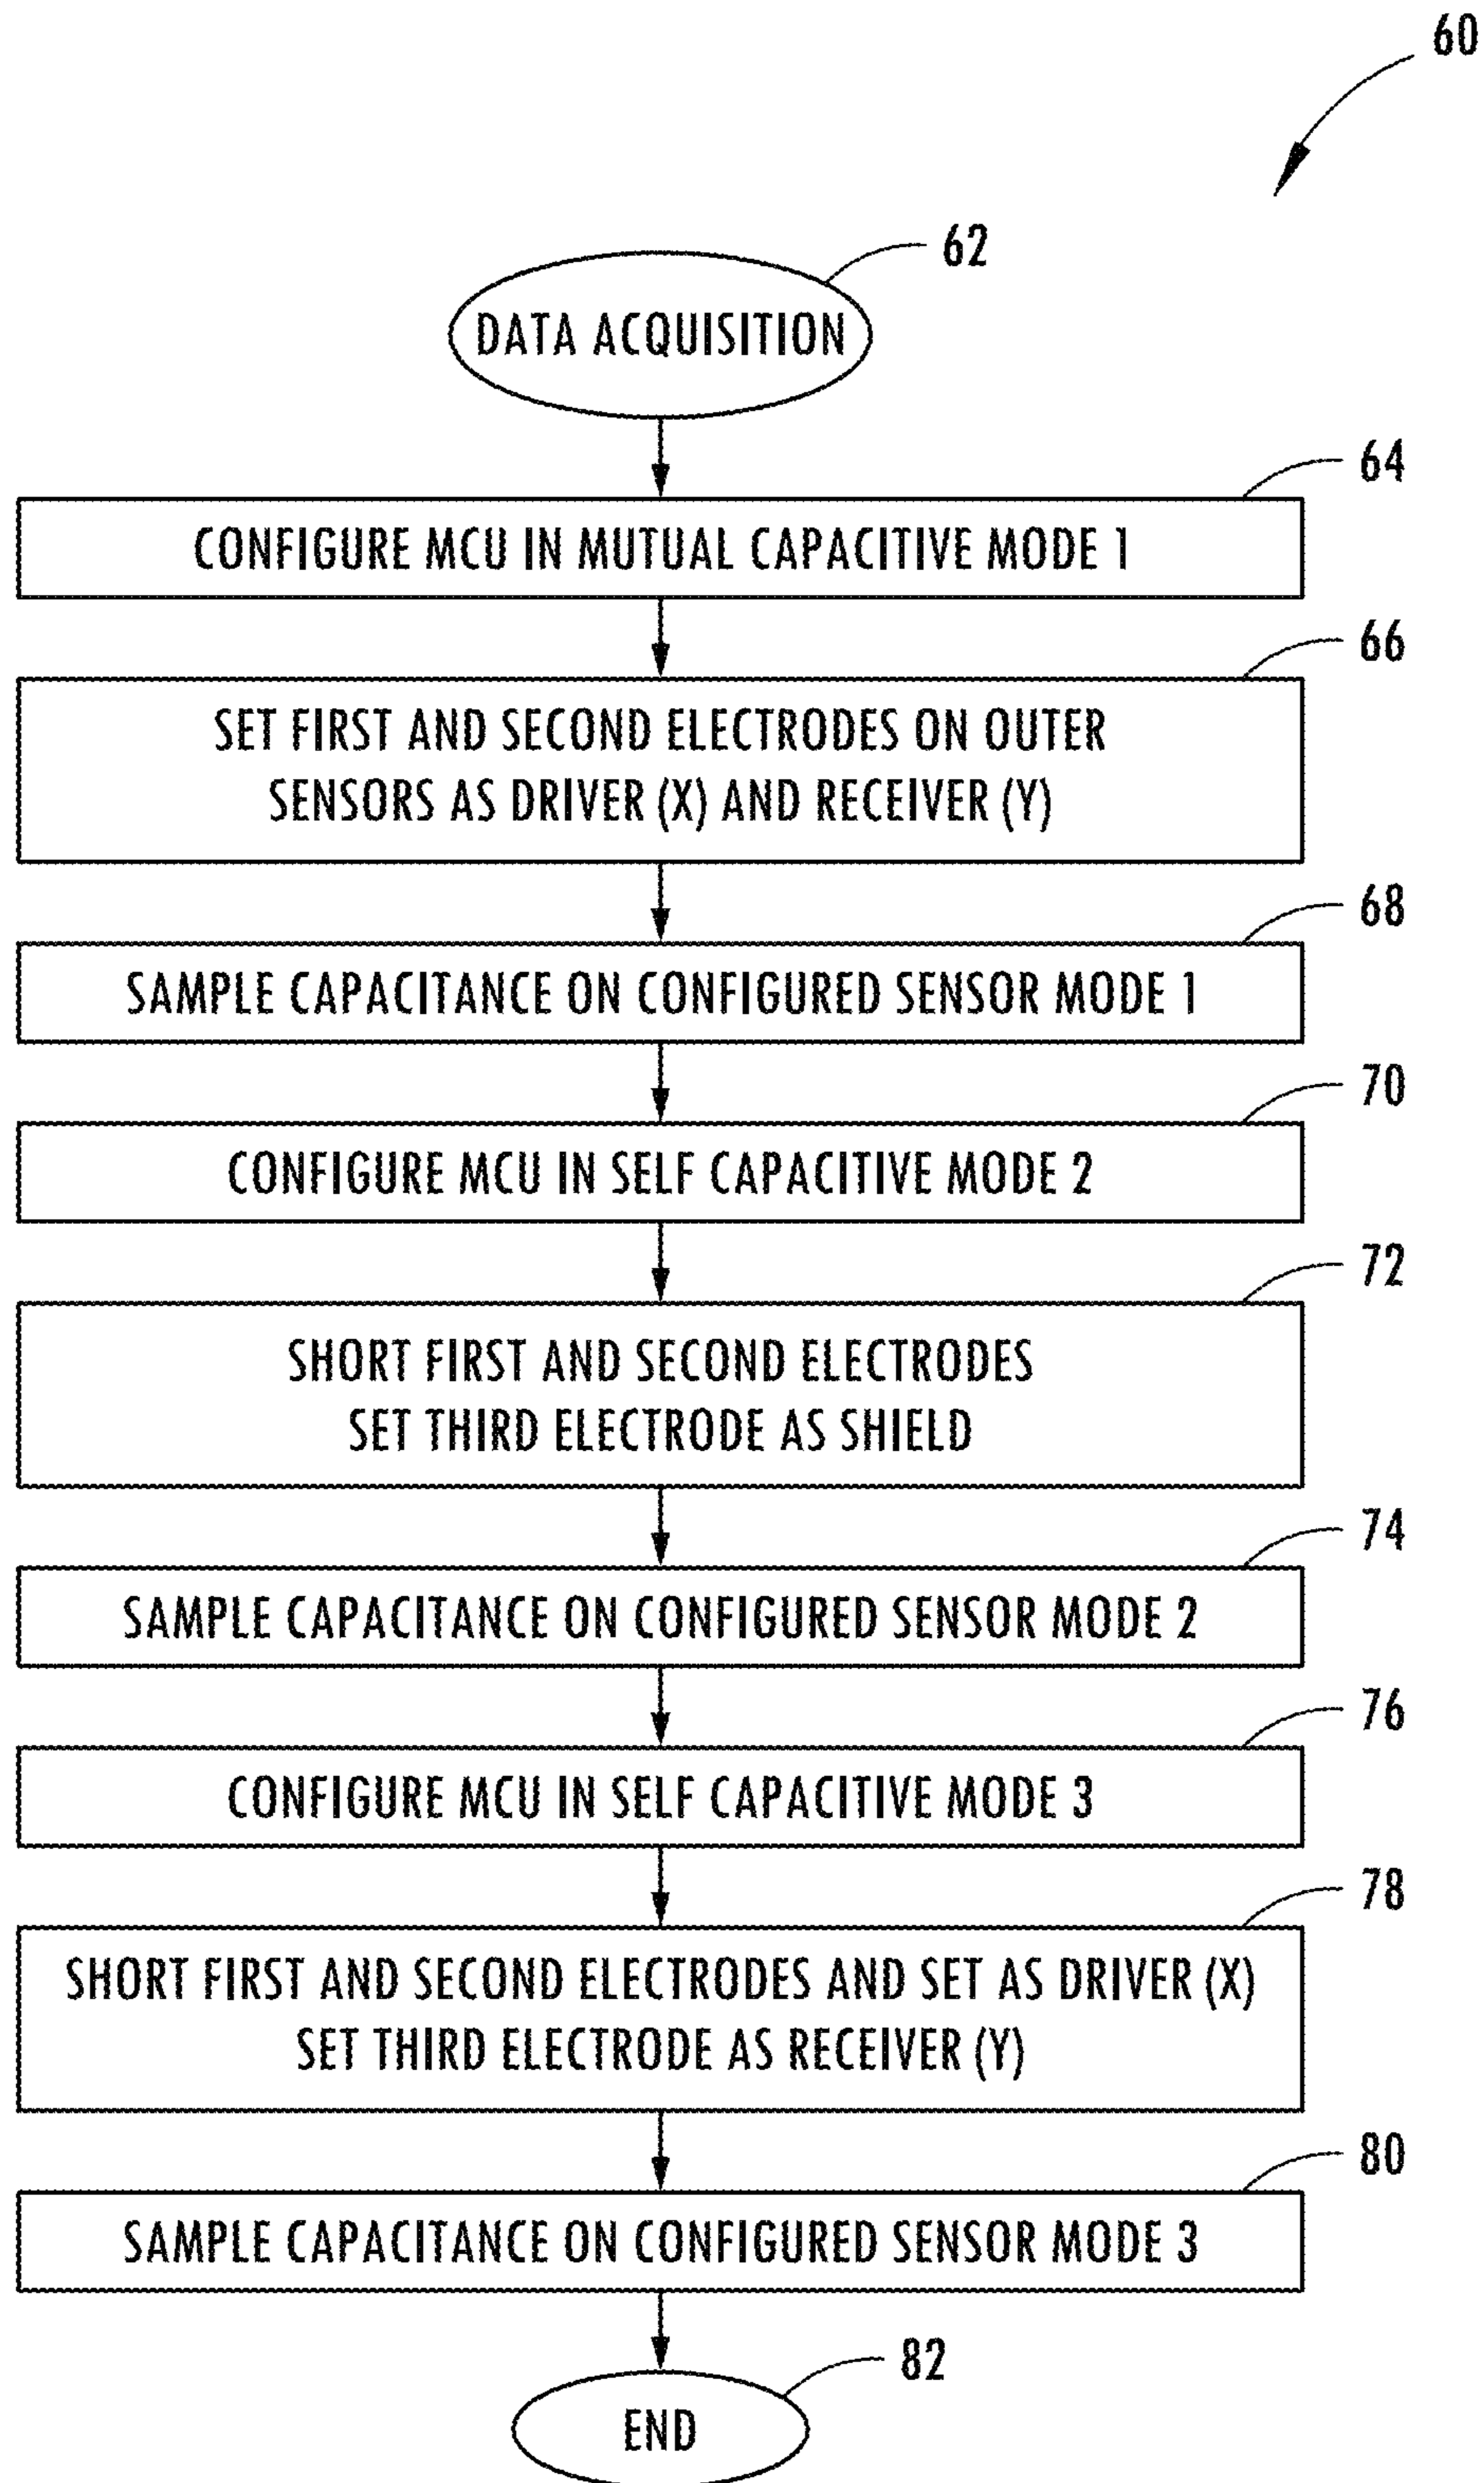 60
62
DATA ACQUISITION
64
CONFIGURE MCU IN MUTUAL CAPACITIVE MODE 1
66
SET FIRST AND SECOND ELECTRODES ON OUTER
SENSORS AS DRIVER (X) AND RECEIVER (Y)
68
SAMPLE CAPACITANCE ON CONFIGURED SENSOR MODE 1
70
CONFIGURE MCU IN SELF CAPACITIVE MODE 2
72
SHORT FIRST AND SECOND ELECTRODES
SET THIRD ELECTRODE AS SHIELD
74
SAMPLE CAPACITANCE ON CONFIGURED SENSOR MODE 2
76
CONFIGURE MCU IN SELF CAPACITIVE MODE 3
78
SHORT FIRST AND SECOND ELECTRODES AND SET AS DRIVER (X)
SET THIRD ELECTRODE AS RECEIVER (Y)
80
SAMPLE CAPACITANCE ON CONFIGURED SENSOR MODE 3
82
END